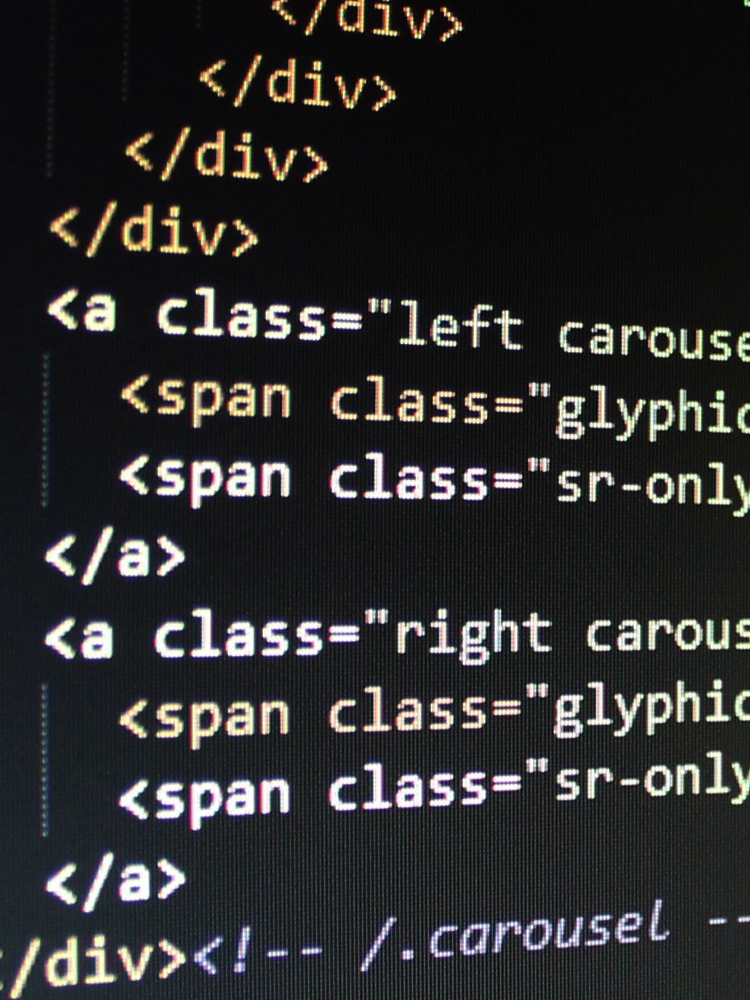 </div>
</div>
</div>
</div>
<a class="left carouse
<span class="glyphic
<span class="sr-only
</a>
<a class="right carous
<span class="glyphic
<span class="sr-only
</a>
/div><!-- /.carousel --